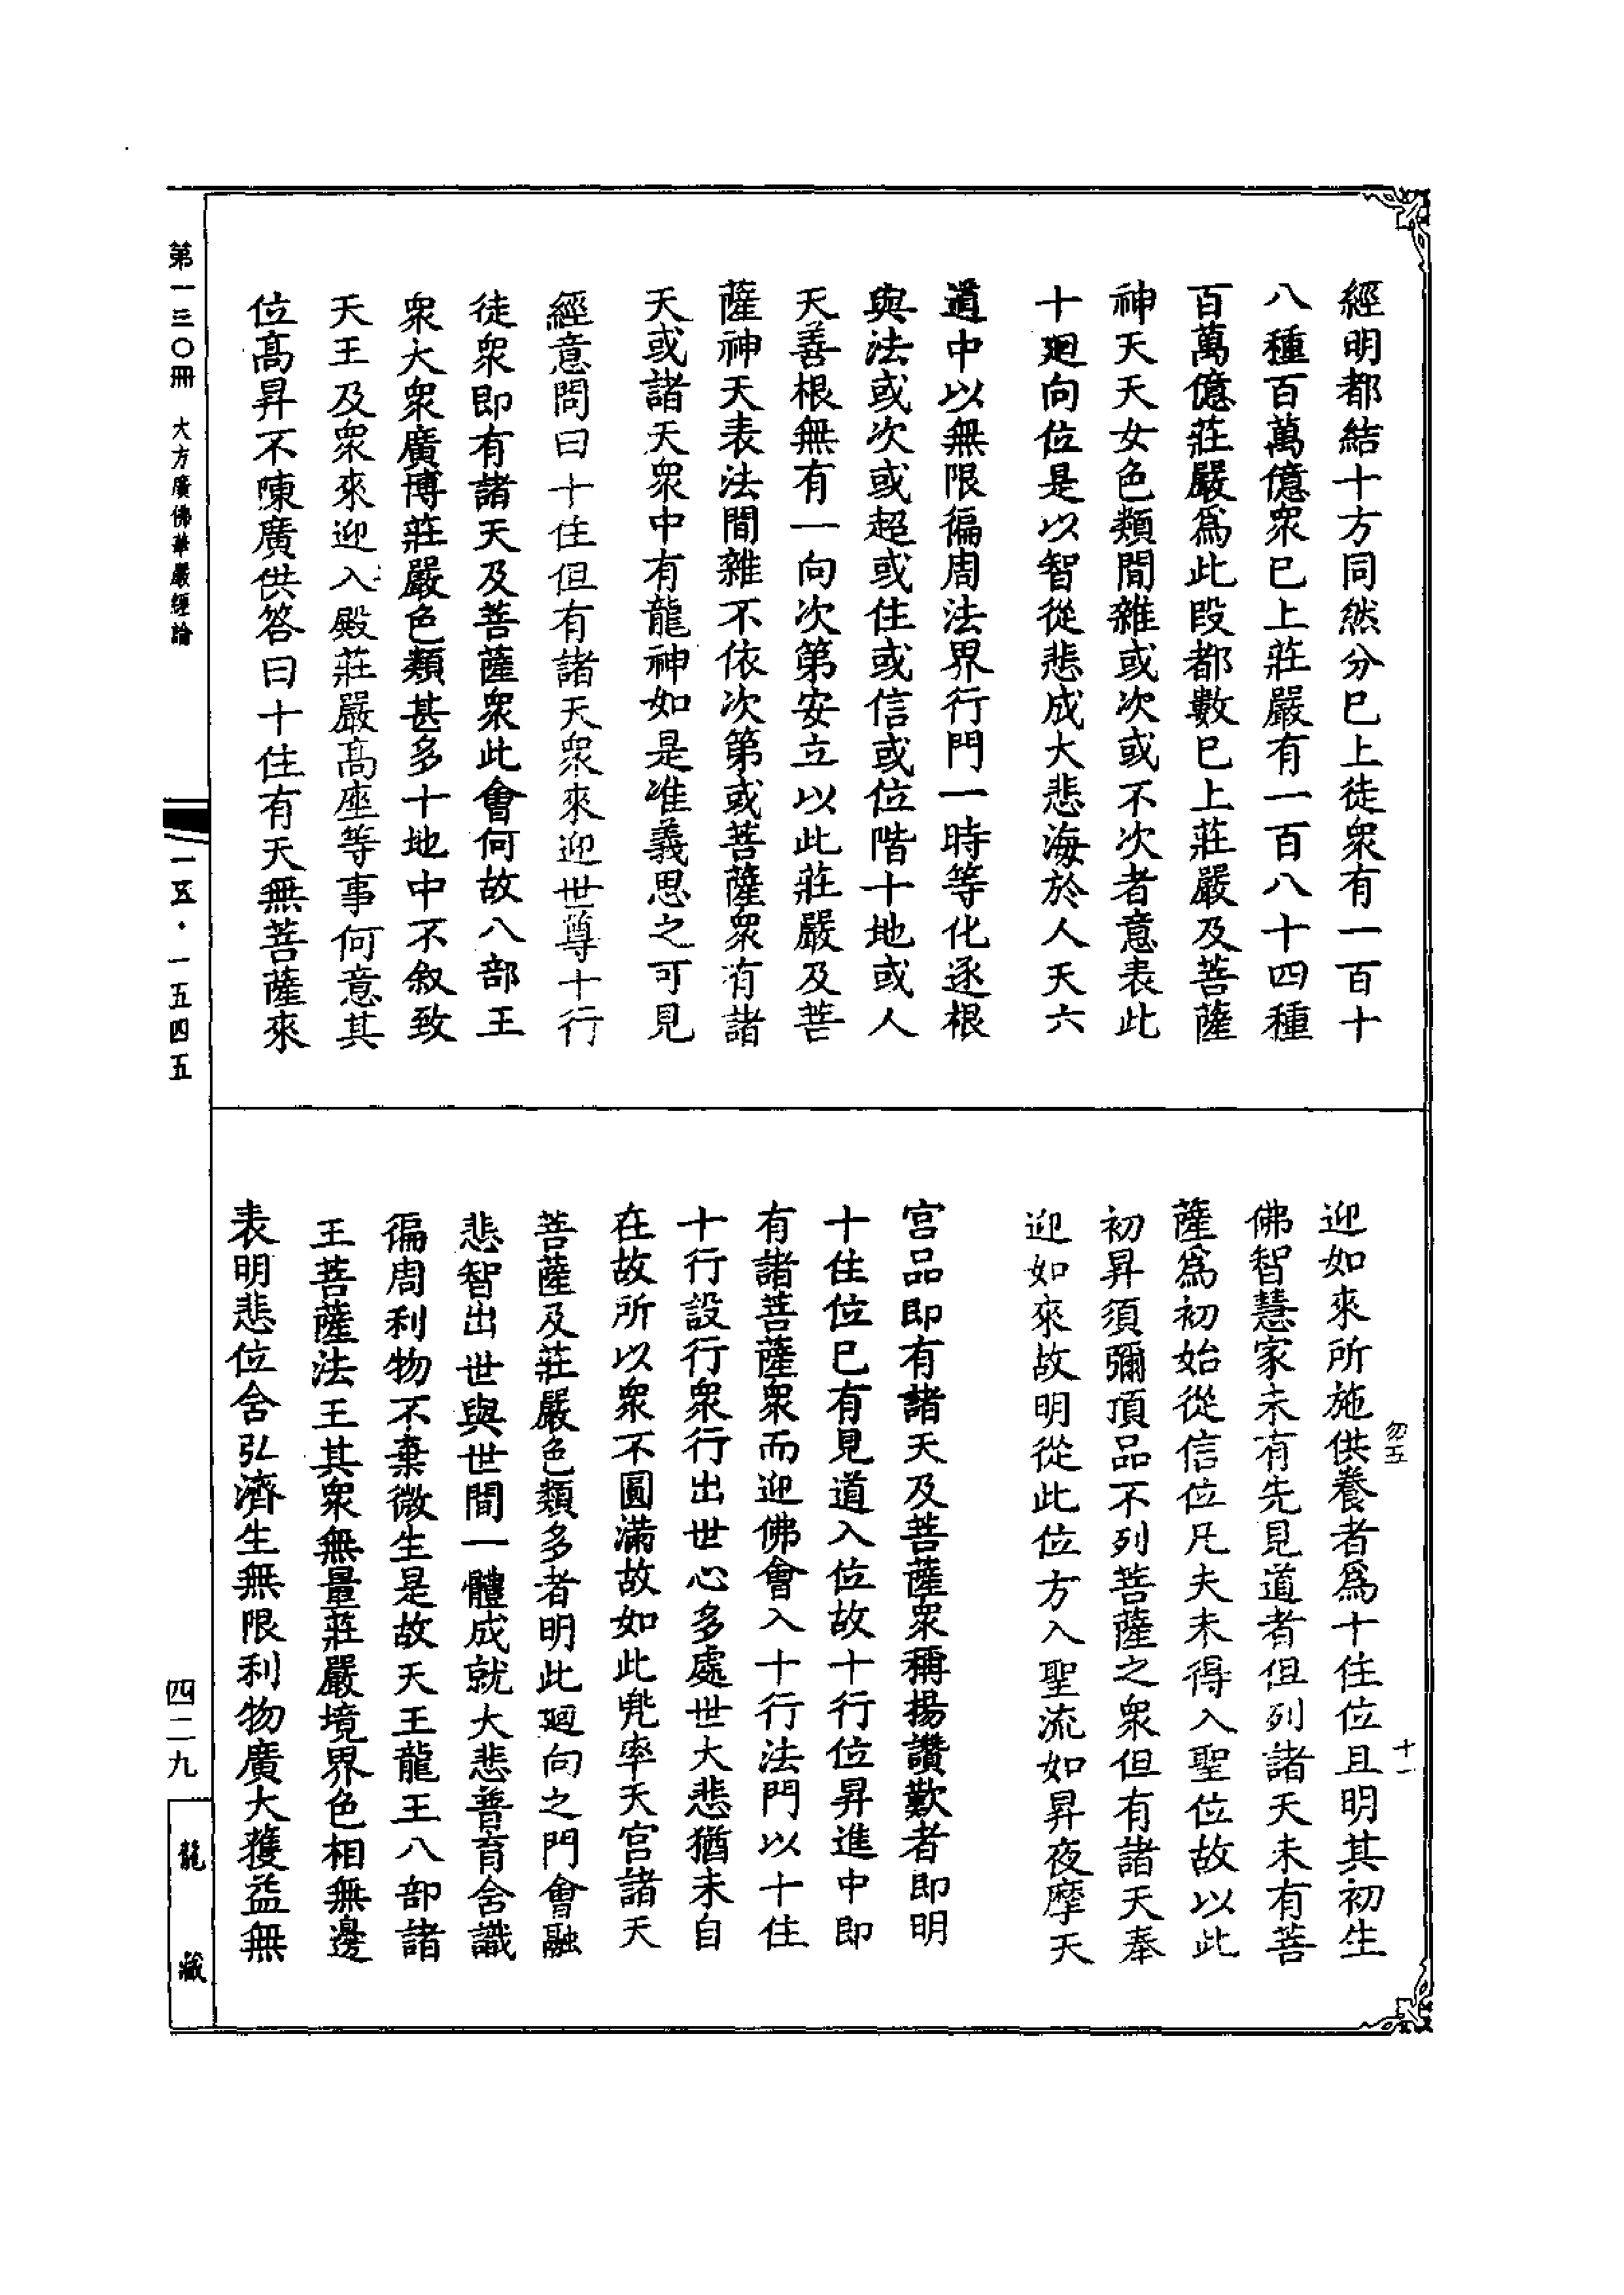 經明都結十方同然分巳上徒衆有一百十
八種百萬億衆巳上莊嚴有一百八十四種
百萬億莊嚴爲此段都數巳上莊嚴及菩薩
神天天女色類間雜或次或不次者意表此
十廻向位是以智從悲成大悲海於人天六
道中以無限徧周法界行門一時等化逐根
與法或次或超或住或信或位階十地或人
天善根無有一向次第安立以此莊嚴及菩
薩神天表法間雜不依次第或菩薩衆有諸
天或諸天衆中有龍神如是准義思之可見
經意問曰十住但有諸天衆來迎世尊十行
徒衆即有諸天及菩薩衆此會何故八部王
衆大衆廣博莊嚴色類甚多十地中不叙致
天王及衆來迎入殿莊嚴高座等事何意其
位高昇不陳廣供答曰十住有天無菩薩來
迎如來所施供養者爲十住位且明其初生
佛智慧家未有先見道者但列諸天未有菩
薩爲初始從信位凡夫未得入聖位故以此
初昇須彌頂品不列菩薩之衆但有諸天奉
迎如來故明從此位方入聖流如昇夜摩天
宮品即有諸天及菩薩衆稱揚讚歎者即明
十住位巳有見道入位故十行位昇進中即
有諸菩薩衆而迎佛會入十行法門以十住
十行設行衆行出世心多處世大悲猶未自
在故所以衆不圓滿故如此兠率天宮諸天
菩薩及莊嚴色類多者明此廻向之門會融
悲智出世與世間一體成就大悲普育含識
徧周利物不棄微生是故天王龍王八部諸
王菩薩法王其衆無量莊嚴境界色相無邊
表明悲位含弘濟生無限利物廣大獲益無
勿五
十一
第一三〇冊 大方廣佛華嚴經論
一五·一五四五
四二九
龍藏